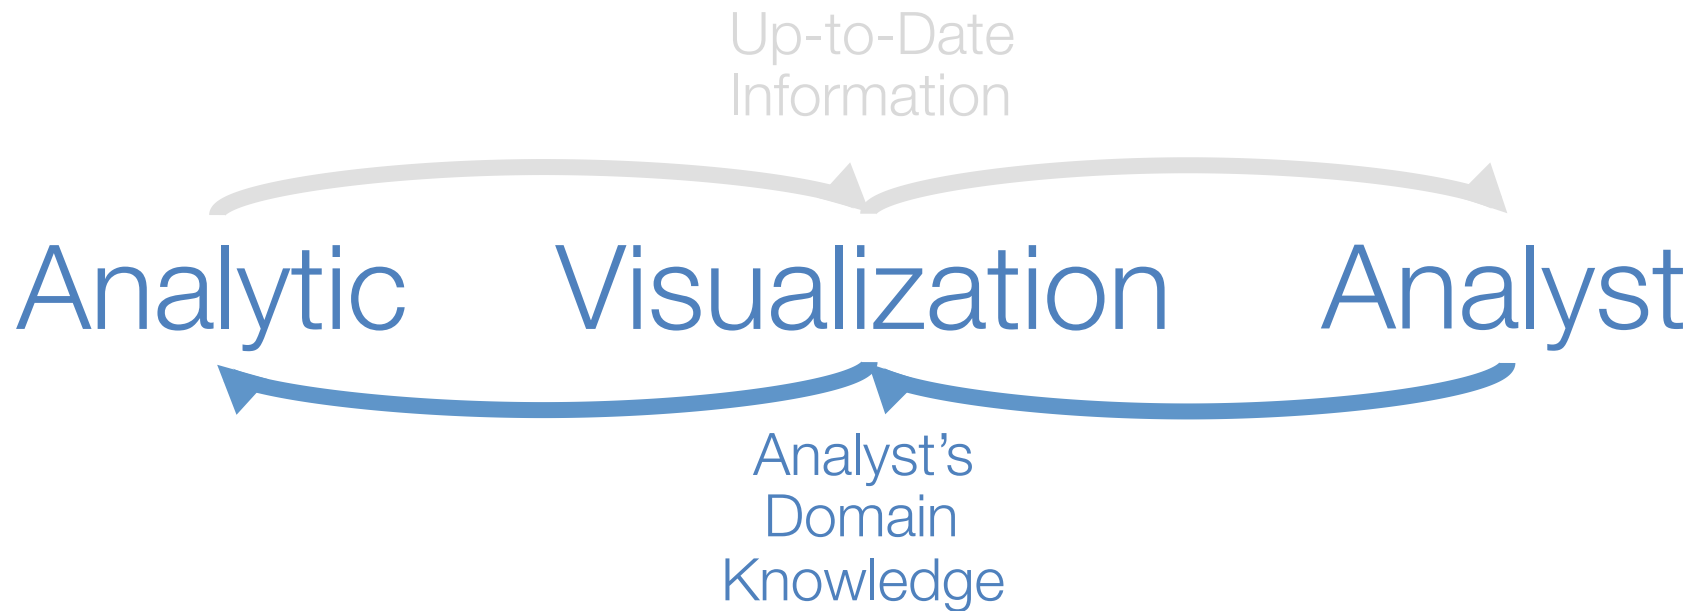 Up-to-Date
Information
Analytic Visualization Analyst
Analyst’s
Domain
Knowledge